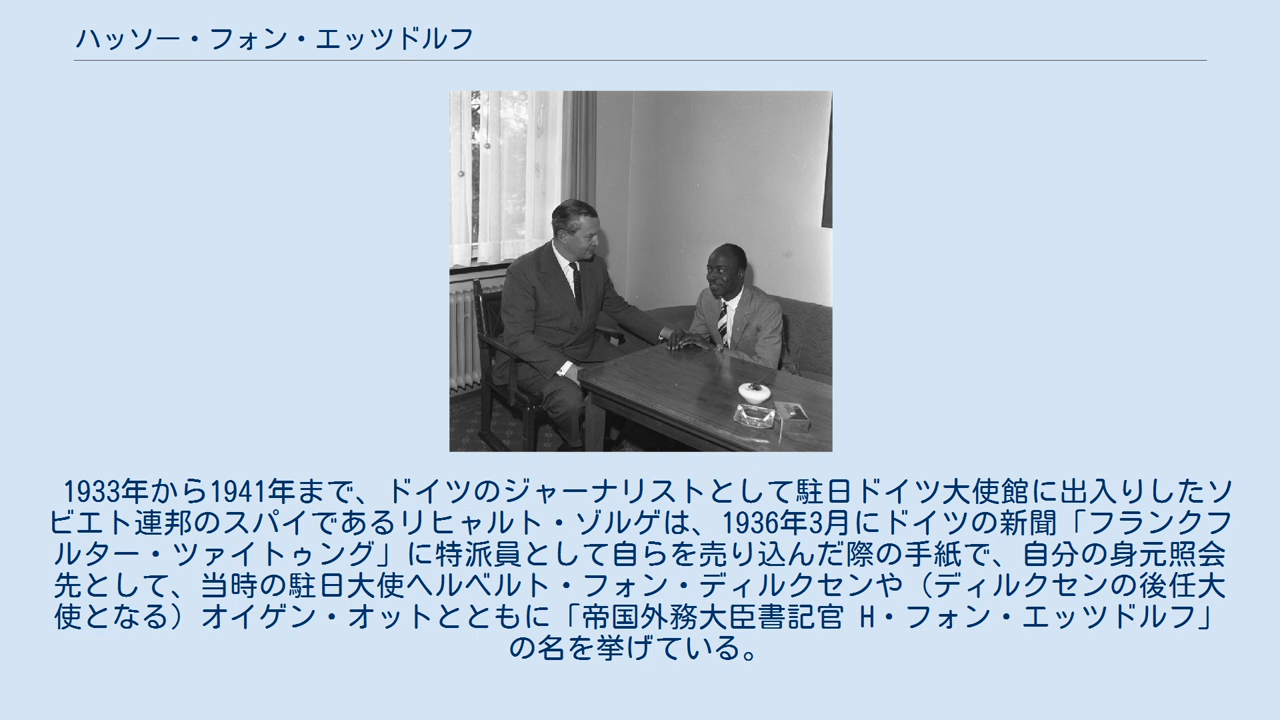 ハッソー・フォン・エッツドルフ
1933年から1941年まで、ドイツのジャーナリストとして駐日ドイツ大使館に出入りしたソ
ビエト連邦のスパイであるリヒャルト・ゾルゲは、1936年3月にドイツの新聞「フランクフ
ルター・ツァイトゥング」に特派員として自らを売り込んだ際の手紙で、自分の身元照会
先として、当時の駐日大使ヘルベルト・フォン・ディルクセンや（ディルクセンの後任大
使となる）オイゲン・オットとともに「帝国外務大臣書記官 H・フォン・エッツドルフ」
の名を挙げている。